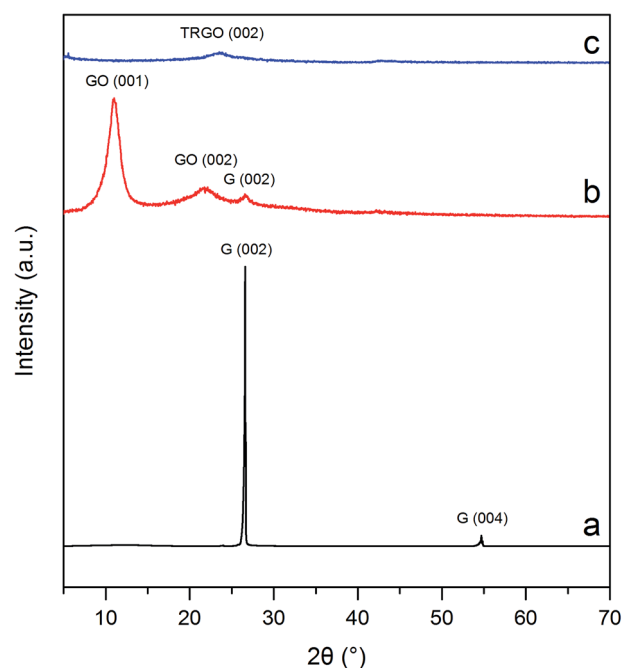 TRGO (002)
c
GO (001)
GO (002)
G (002)
b
G (002)
G (004)
a
Intensity (a.u.)
10 20 30 40 50 60 70
2θ (°)